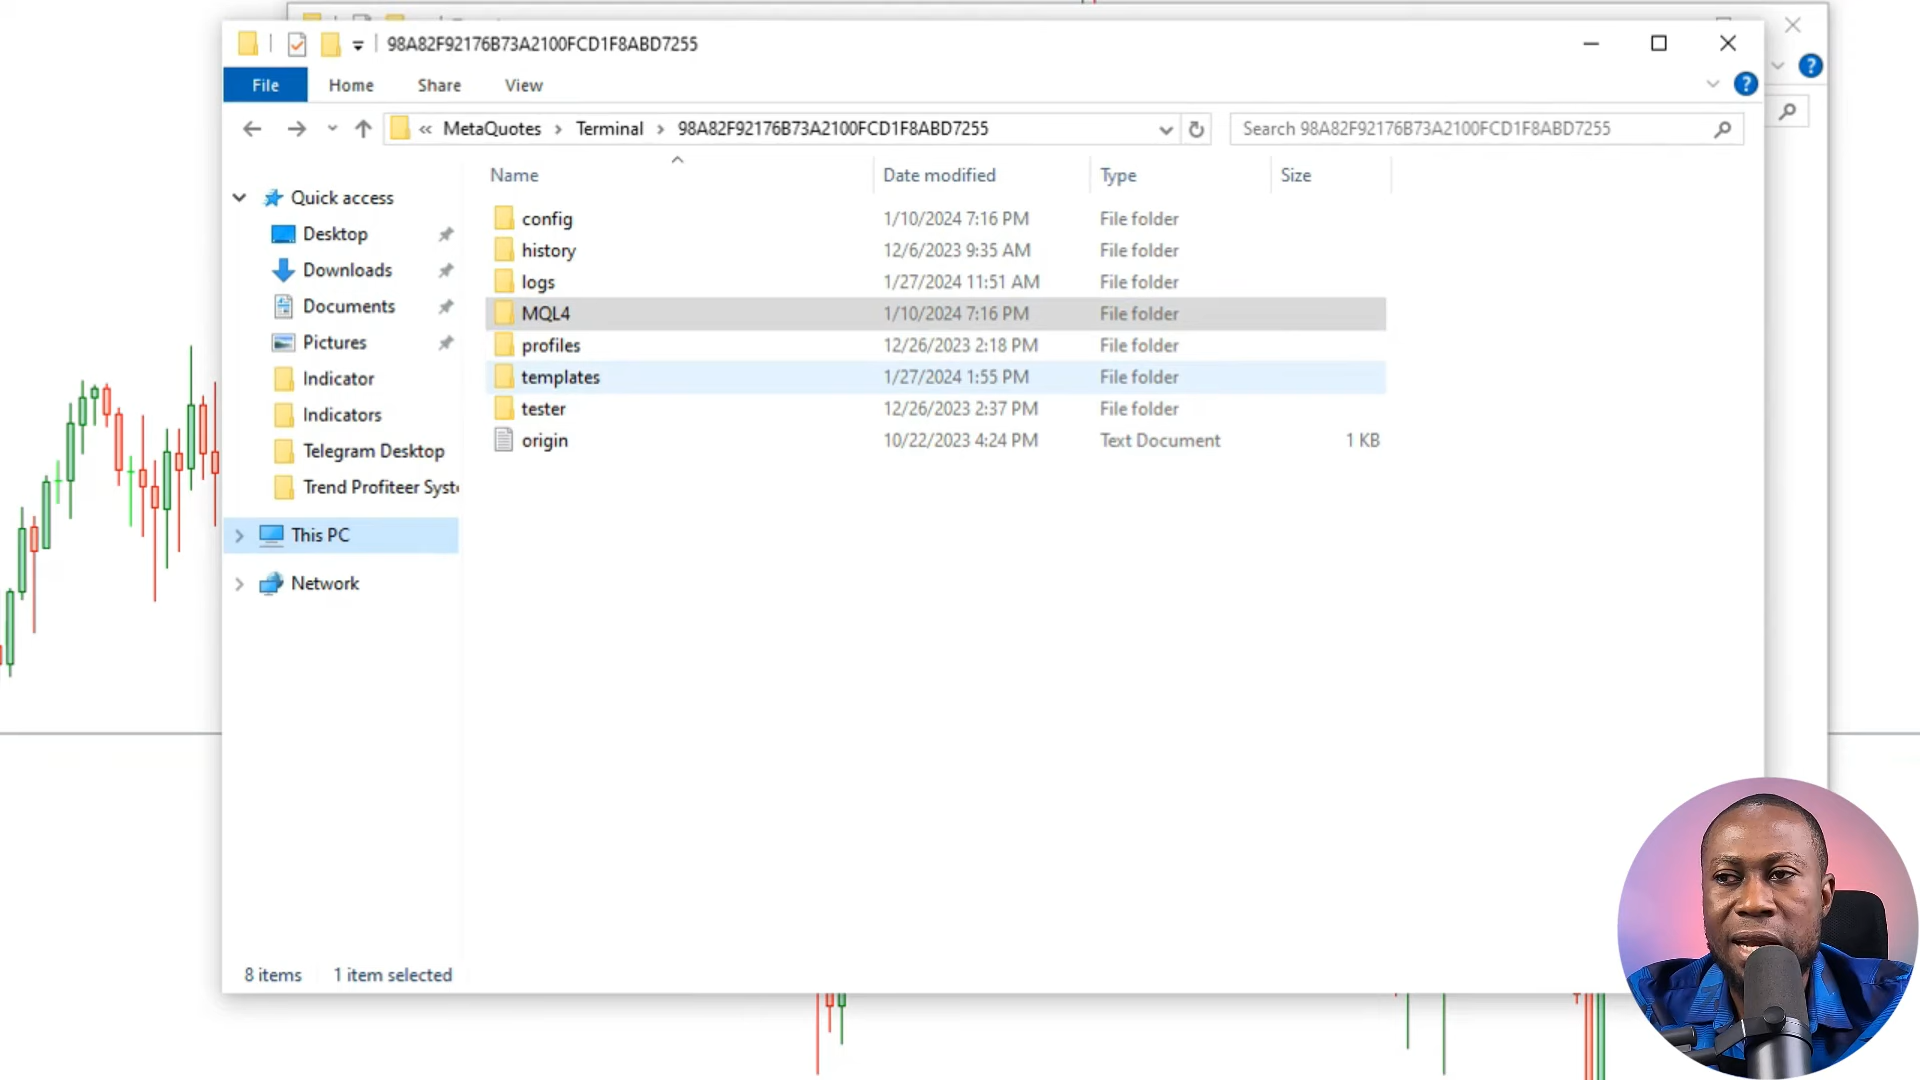 98A82F92176B73A2100FCD1F8ABD7255
File Home Share View
« MetaQuotes › Terminal › 98A82F92176B73A2100FCD1F8ABD7255
Search 98A82F92176B73A2100FCD1F8ABD7255
Name Date modified Type Size
Quick access
Desktop
Downloads
Documents
Pictures
Indicator
Indicators
Telegram Desktop
Trend Profiteer Syste
This PC
Network
config 1/10/2024 7:16 PM File folder
history 12/6/2023 9:35 AM File folder
logs 1/27/2024 11:51 AM File folder
MQL4 1/10/2024 7:16 PM File folder
profiles 12/26/2023 2:18 PM File folder
templates 1/27/2024 1:55 PM File folder
tester 12/26/2023 2:37 PM File folder
origin 10/22/2023 4:24 PM Text Document 1 KB
8 items 1 item selected